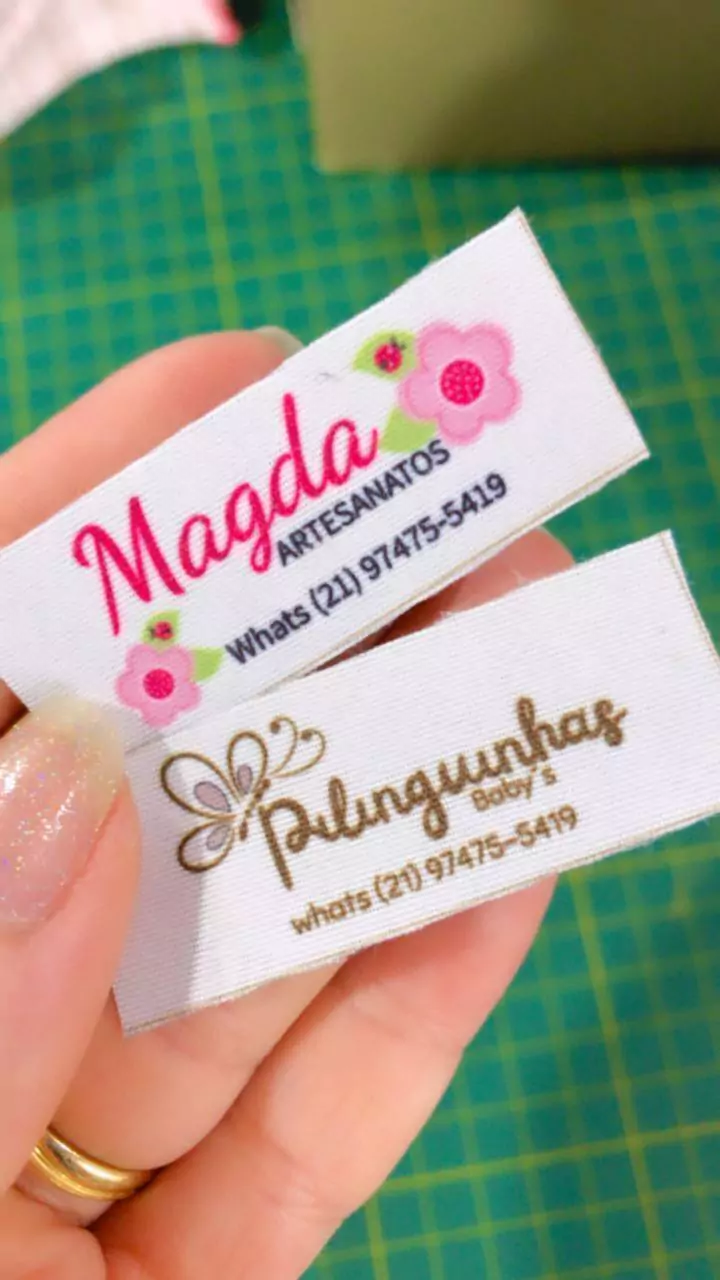 Magda
ARTESANATOS
Whats (21) 97475-5419
Pilinguinhas
Baby's
whats (21) 97475-5419